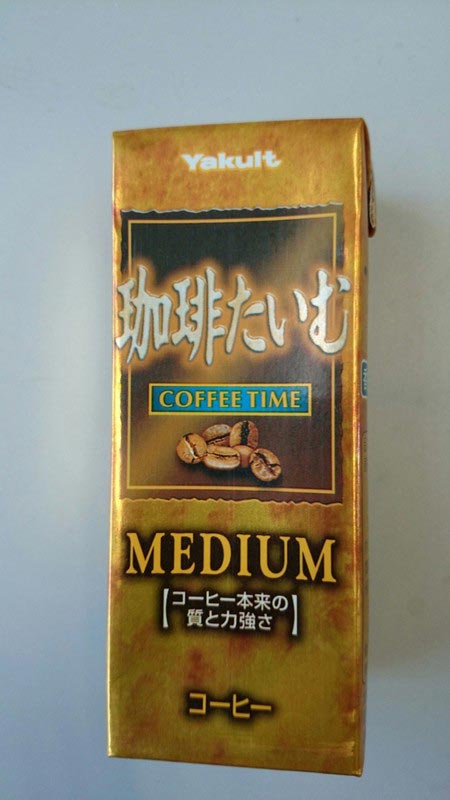 Yakult
珈琲たいむ
COFFEE TIME
MEDIUM
【コーヒー本来の
質と力強さ】
コーヒー